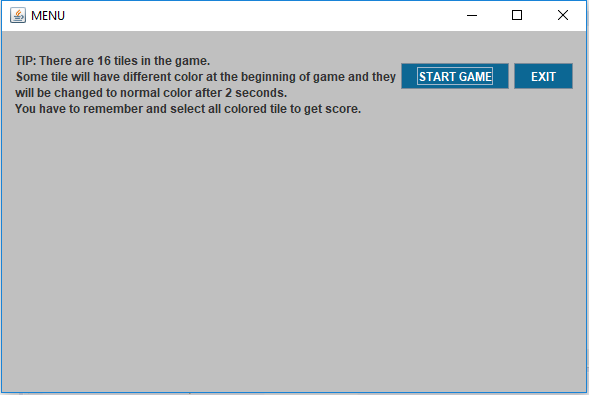 MENU
TIP: There are 16 tiles in the game.
Some tile will have different color at the beginning of game and they
will be changed to normal color after 2 seconds.
You have to remember and select all colored tile to get score.
START GAME
EXIT